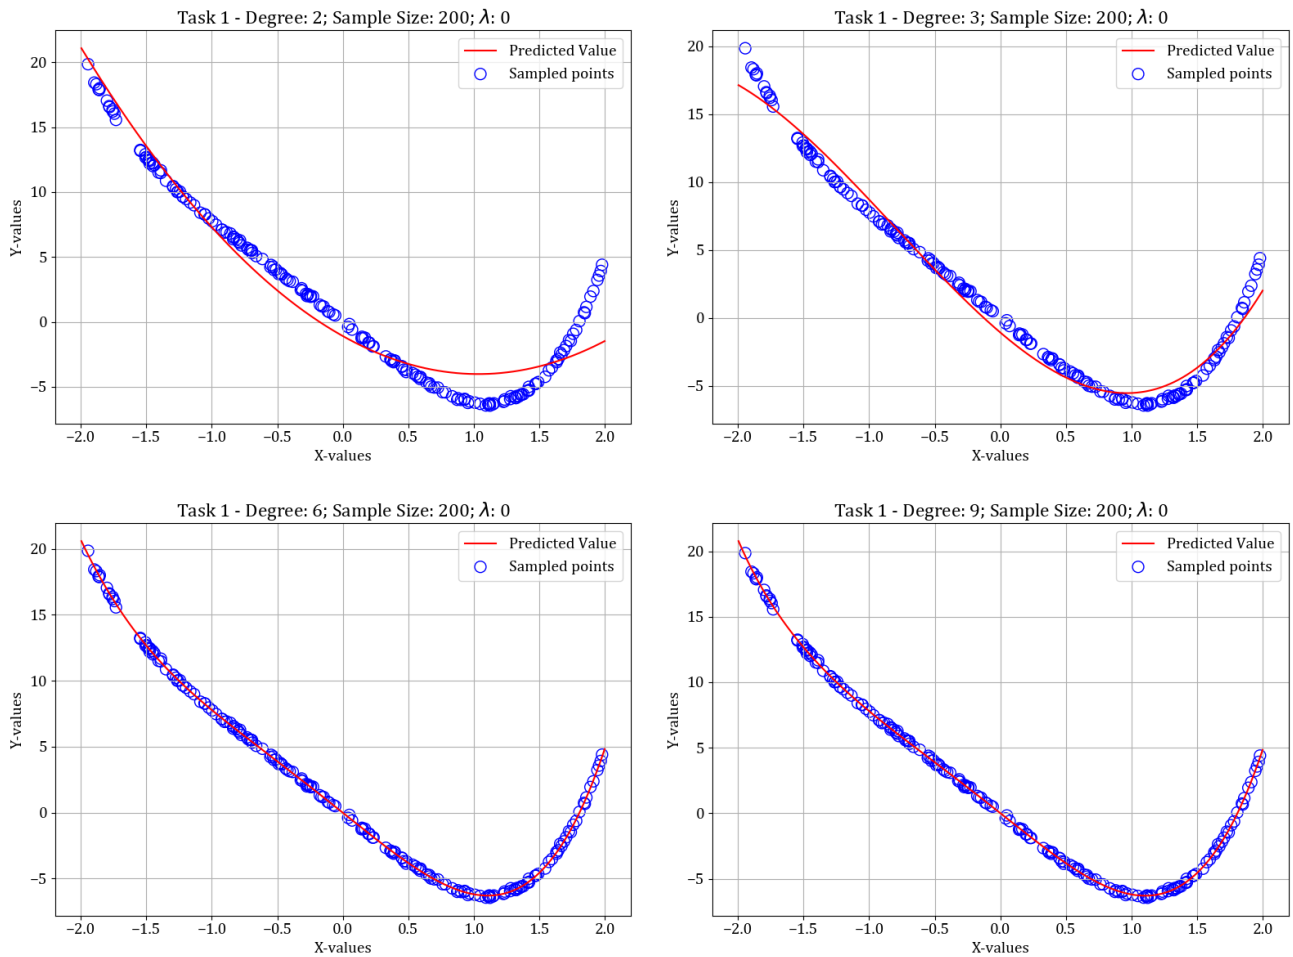 Task 1 - Degree: 2; Sample Size: 200; λ: 0
Predicted Value
Sampled points
Y-values
20
15
10
5
0
−5
−2.0 −1.5 −1.0 −0.5 0.0 0.5 1.0 1.5 2.0
X-values
Task 1 - Degree: 3; Sample Size: 200; λ: 0
Predicted Value
Sampled points
Y-values
20
15
10
5
0
−5
−2.0 −1.5 −1.0 −0.5 0.0 0.5 1.0 1.5 2.0
X-values
Task 1 - Degree: 6; Sample Size: 200; λ: 0
Predicted Value
Sampled points
Y-values
20
15
10
5
0
−5
−2.0 −1.5 −1.0 −0.5 0.0 0.5 1.0 1.5 2.0
X-values
Task 1 - Degree: 9; Sample Size: 200; λ: 0
Predicted Value
Sampled points
Y-values
20
15
10
5
0
−5
−2.0 −1.5 −1.0 −0.5 0.0 0.5 1.0 1.5 2.0
X-values